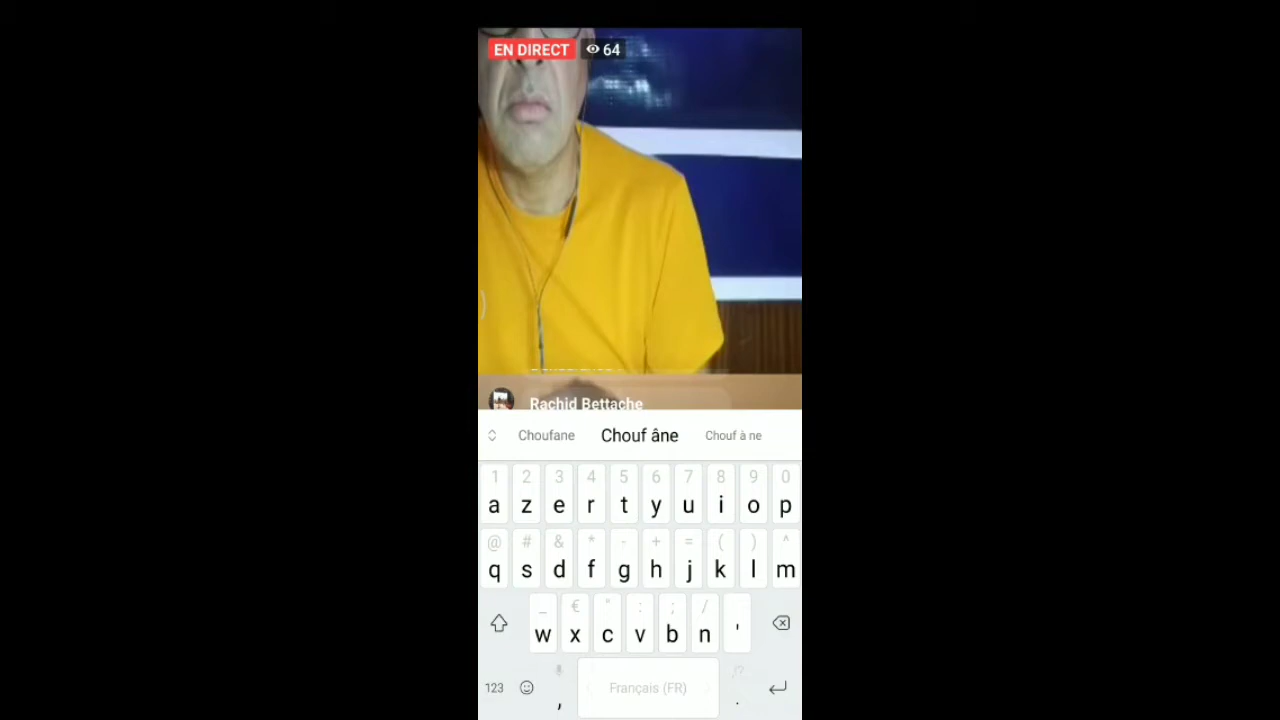 EN DIRECT 64
Rachid Bettache
Choufane Chouf âne Chouf à ne
1 2 3 4 5 6 7 8 9 0
a z e r t y u i o p
@ # & * - + = ( ) ^
q s d f g h j k l m
_ € " : ; /
w x c v b n '
123 , Français (FR) .